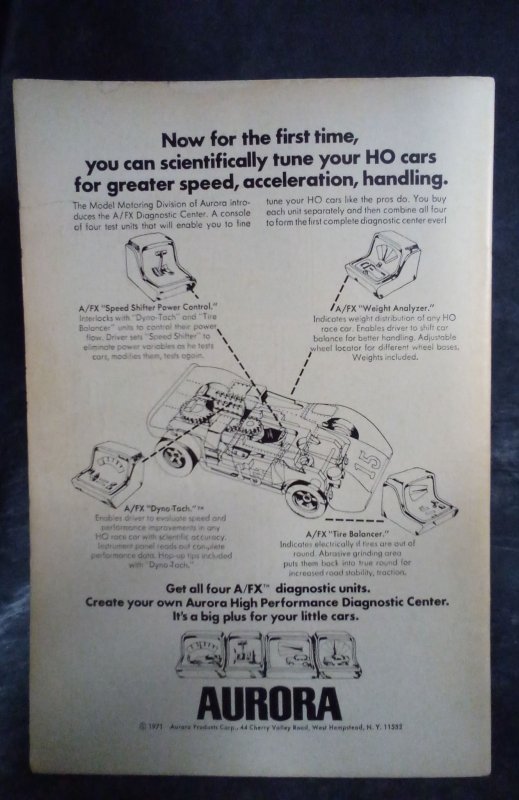 Now for the first time,
you can scientifically tune your HO cars
for greater speed, acceleration, handling.
The Model Motoring Division of Aurora intro-
duces the A/FX Diagnostic Center. A console
of four test units that will enable you to fine
tune your HO cars like the pros do. You buy
each unit separately and then combine all four
to form the first complete diagnostic center ever!
A/FX "Speed Shifter Power Control."
Interlocks with "Dyno-Tach" and "Tire
Balancer" units to control their power
flow. Driver sets "Speed Shifter" to
eliminate power variables as he tests
cars, modifies them, tests again.
A/FX "Weight Analyzer."
Indicates weight distribution of any HO
race car. Enables driver to shift car
balance for better handling. Adjustable
wheel locator for different wheel bases.
Weights included.
15
A/FX "Dyno-Tach."™
Enables driver to evaluate speed and
performance improvements in any
HO race car with scientific accuracy.
Instrument panel reads out complete
performance data. Hop-up tips included
with "Dyno-Tach."
A/FX "Tire Balancer."
Indicates electrically if tires are out of
round. Abrasive grinding area
puts them back into true round for
increased road stability, traction.
Get all four A/FX™ diagnostic units.
Create your own Aurora High Performance Diagnostic Center.
It's a big plus for your little cars.
AURORA
© 1971 Aurora Products Corp., 44 Cherry Valley Road, West Hempstead, N. Y. 11552